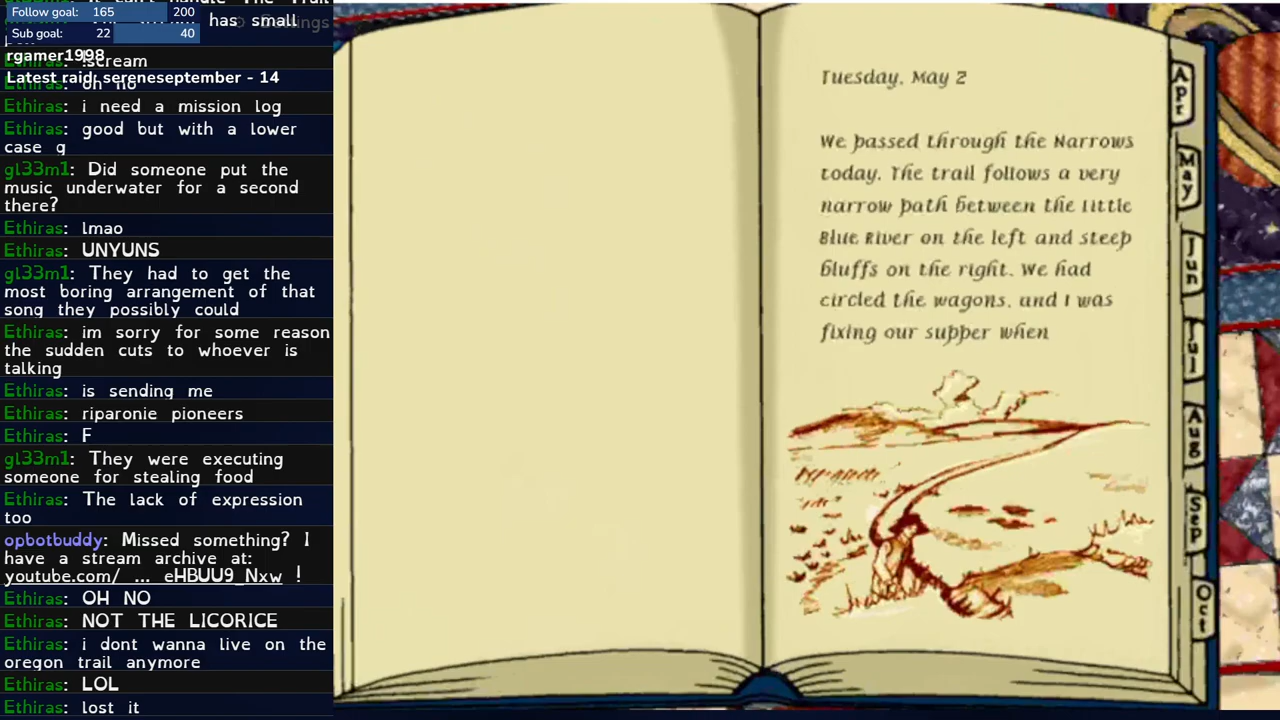 Follow goal: 165 200
has small
Sub goal: 22 40
rgamer1998
Ethiras: !scream
Latest raid: sereneseptember - 14
Ethiras: oh no
Ethiras: i need a mission log
Ethiras: good but with a lower
case g
gl33m1: Did someone put the
music underwater for a second
there?
Ethiras: lmao
Ethiras: UNYUNS
gl33m1: They had to get the
most boring arrangement of that
song they possibly could
Ethiras: im sorry for some reason
the sudden cuts to whoever is
talking
Ethiras: is sending me
Ethiras: riparonie pioneers
Ethiras: F
gl33m1: They were executing
someone for stealing food
Ethiras: The lack of expression
too
opbotbuddy: Missed something? I
have a stream archive at:
youtube.com/ ... eHBUU9_Nxw !
Ethiras: OH NO
Ethiras: NOT THE LICORICE
Ethiras: i dont wanna live on the
oregon trail anymore
Ethiras: LOL
Ethiras: lost it
Tuesday, May 2
We passed through the Narrows
today. The trail follows a very
narrow path between the Little
Blue River on the left and steep
bluffs on the right. We had
circled the wagons, and I was
fixing our supper when
Apr
May
Jun
Jul
Aug
Sep
Oct